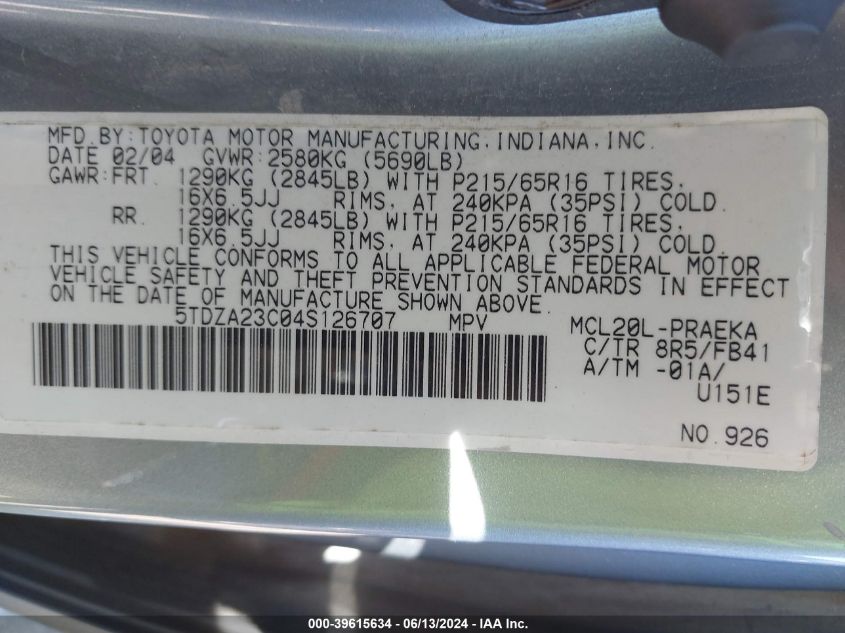 MFD.BY:TOYOTA MOTOR MANUFACTURING.INDIANA.INC.
DATE 02/04 GVWR:2580KG (5690LB)
GAWR:FRT. 1290KG (2845LB) WITH P215/65R16 TIRES.
16X6.5JJ RIMS. AT 240KPA (35PSI) COLD.
RR. 1290KG (2845LB) WITH P215/65R16 TIRES.
16X6.5JJ RIMS. AT 240KPA (35PSI) COLD.
THIS VEHICLE CONFORMS TO ALL APPLICABLE FEDERAL MOTOR
VEHICLE SAFETY AND THEFT PREVENTION STANDARDS IN EFFECT
ON THE DATE OF MANUFACTURE SHOWN ABOVE.
5TDZA23C04S126707 MPV MCL20L-PRAEKA
C/TR 8R5/FB41
A/TM -01A/
U151E
NO.926
000-39615634 - 06/13/2024 - IAA Inc.